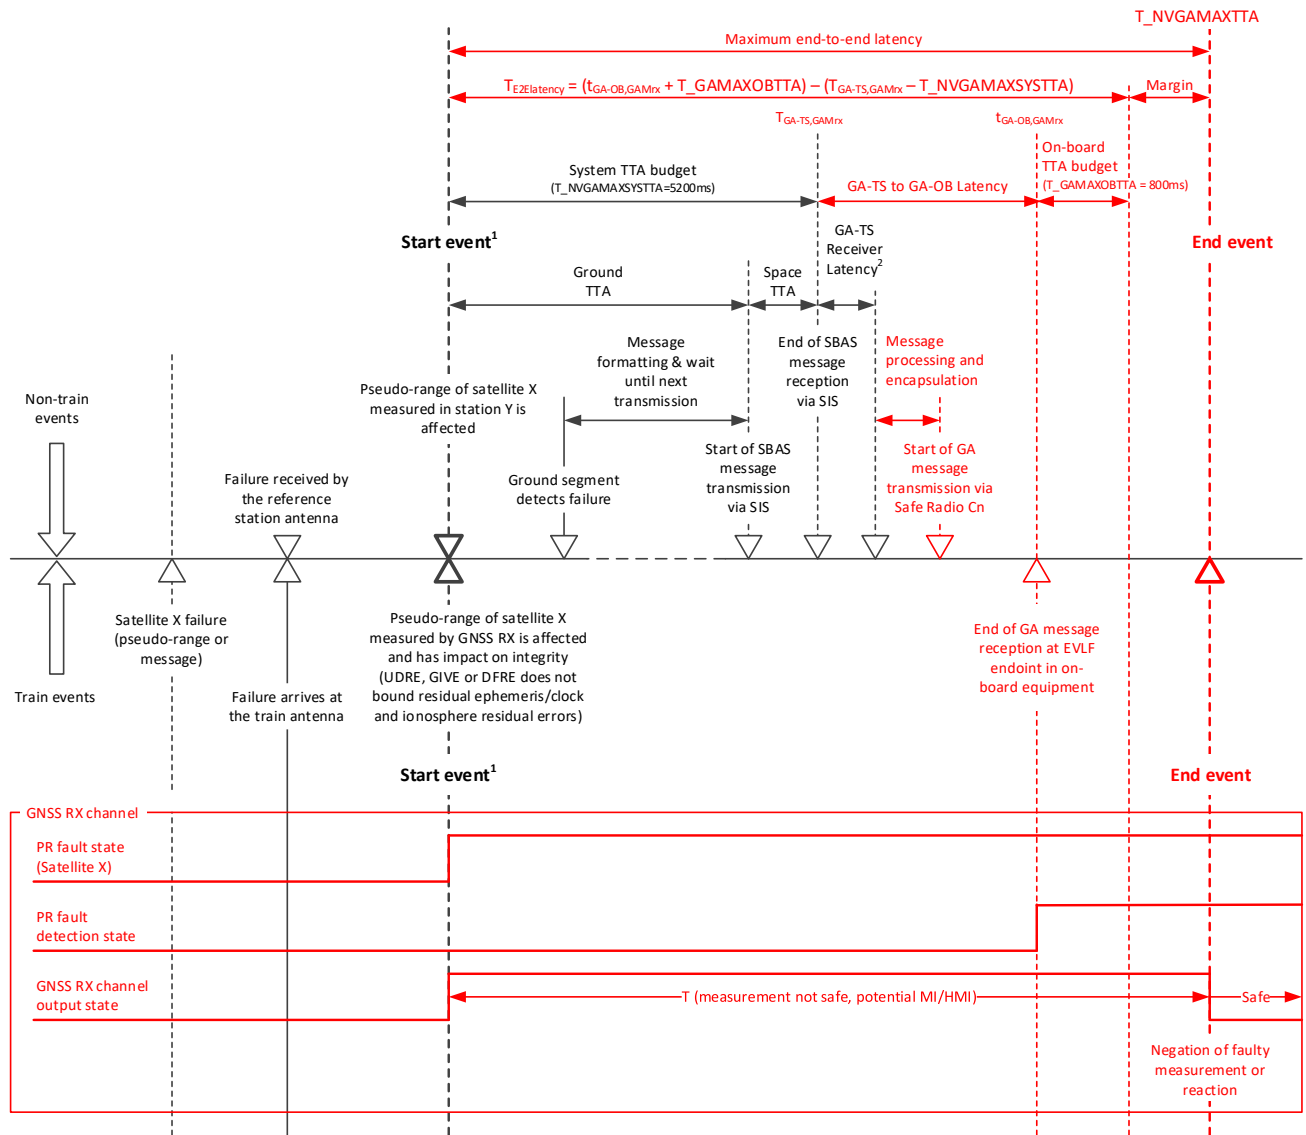 T_NVGAMAXTTA
Maximum end-to-end latency
TE2Elatency = (tGA-OB,GAMrx + T_GAMAXOBTTA) – (TGA-TS,GAMrx – T_NVGAMAXSYSTTA)
Margin
TGA-TS,GAMrx
tGA-OB,GAMrx
System TTA budget
(T_NVGAMAXSYSTTA=5200ms)
GA-TS to GA-OB Latency
On-board
TTA budget
(T_GAMAXOBTTA = 800ms)
Start event1
GA-TS
Receiver
Latency2
End event
Ground
TTA
Space
TTA
Message
formatting & wait
until next
transmission
End of SBAS
message
reception
via SIS
Message
processing and
encapsulation
Non-train
events
Pseudo-range of satellite X
measured in station Y is
affected
Failure received by
the reference
station antenna
Ground segment
detects failure
Start of SBAS
message
transmission
via SIS
Start of GA
message
transmission via
Safe Radio Cn
Train events
Satellite X failure
(pseudo-range or
message)
Failure arrives at
the train antenna
Pseudo-range of satellite X
measured by GNSS RX is affected
and has impact on integrity
(UDRE, GIVE or DFRE does not
bound residual ephemeris/clock
and ionosphere residual errors)
End of GA message
reception at EVLF
endoint in on-
board equipment
Start event1
End event
GNSS RX channel
PR fault state
(Satellite X)
PR fault
detection state
GNSS RX channel
output state
T (measurement not safe, potential MI/HMI)
Safe
Negation of faulty
measurement or
reaction